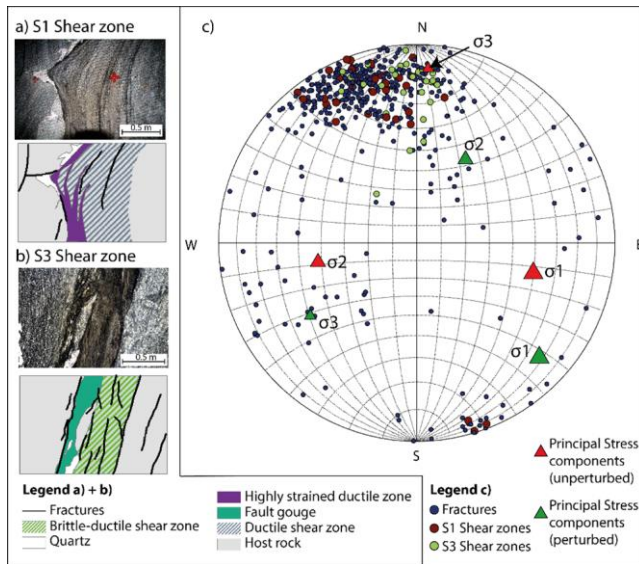 a) S1 Shear zone
0.5 m
b) S3 Shear zone
0.5 m
Legend a) + b)
Fractures
Brittle-ductile shear zone
Quartz
Highly strained ductile zone
Fault gouge
Ductile shear zone
Host rock
c)
N
σ3
σ2
W
E
σ2
σ1
σ3
σ1
S
Legend c)
Fractures
S1 Shear zones
S3 Shear zones
Principal Stress
components
(unperturbed)
Principal Stress
components
(perturbed)